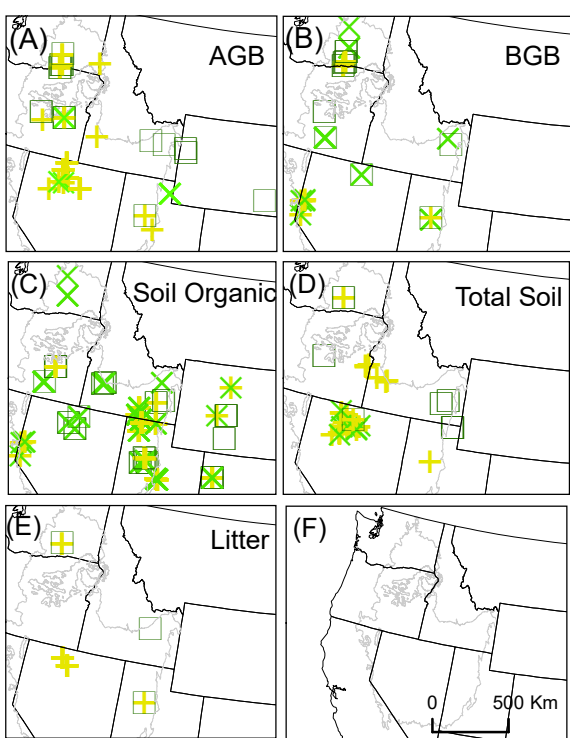 (A) AGB
(B) BGB
(C) Soil Organic
(D) Total Soil
(E) Litter
(F)
0 500 Km